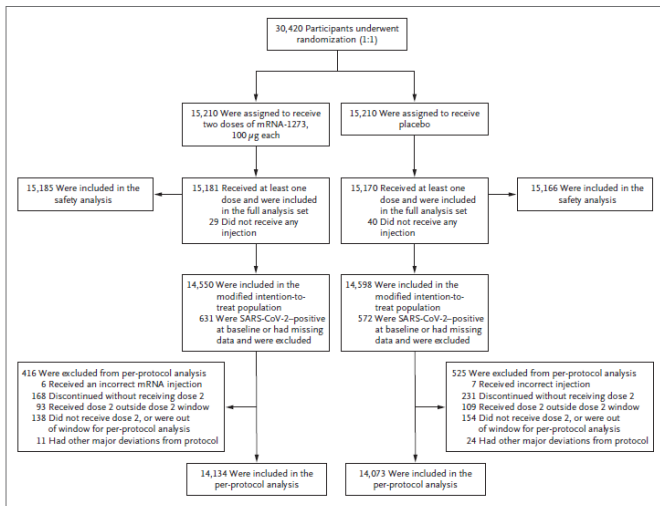 30,420 Participants underwent
randomization (1:1)
15,210 Were assigned to receive
two doses of mRNA-1273,
100 µg each
15,210 Were assigned to receive
placebo
15,185 Were included in the
safety analysis
15,181 Received at least one
dose and were included
in the full analysis set
29 Did not receive any
injection
15,170 Received at least one
dose and were included
in the full analysis set
40 Did not receive any
injection
15,166 Were included in the
safety analysis
14,550 Were included in the
modified intention-to-
treat population
631 Were SARS-CoV-2–positive
at baseline or had missing
data and were excluded
14,598 Were included in the
modified intention-to-
treat population
572 Were SARS-CoV-2–positive
at baseline or had missing
data and were excluded
416 Were excluded from per-protocol analysis
6 Received an incorrect mRNA injection
168 Discontinued without receiving dose 2
93 Received dose 2 outside dose 2 window
138 Did not receive dose 2, or were out
of window for per-protocol analysis
11 Had other major deviations from protocol
525 Were excluded from per-protocol analysis
7 Received incorrect injection
231 Discontinued without receiving dose 2
109 Received dose 2 outside dose 2 window
154 Did not receive dose 2, or were out
of window for per-protocol analysis
24 Had other major deviations from protocol
14,134 Were included in the
per-protocol analysis
14,073 Were included in the
per-protocol analysis